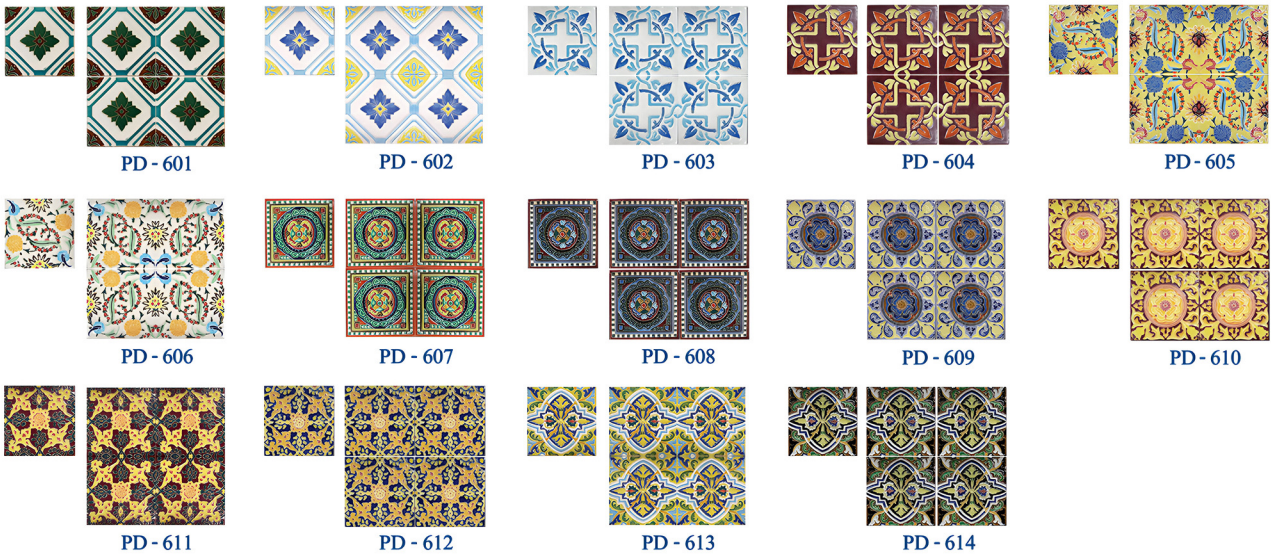 PD - 601
PD - 602
PD - 603
PD - 604
PD - 605
PD - 606
PD - 607
PD - 608
PD - 609
PD - 610
PD - 611
PD - 612
PD - 613
PD - 614